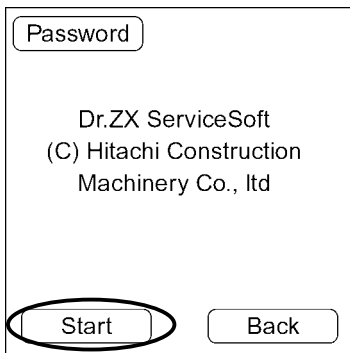 Password
Dr.ZX ServiceSoft
(C) Hitachi Construction
Machinery Co., ltd
Start
Back